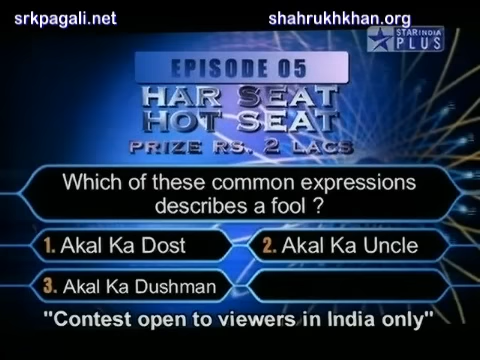 srkpagali.net shahrukhkhan.org
STAR INDIA
PLUS
EPISODE 05
HAR SEAT
HOT SEAT
PRIZE RS. 2 LACS
Which of these common expressions
describes a fool ?
1. Akal Ka Dost 2. Akal Ka Uncle
3. Akal Ka Dushman
"Contest open to viewers in India only"